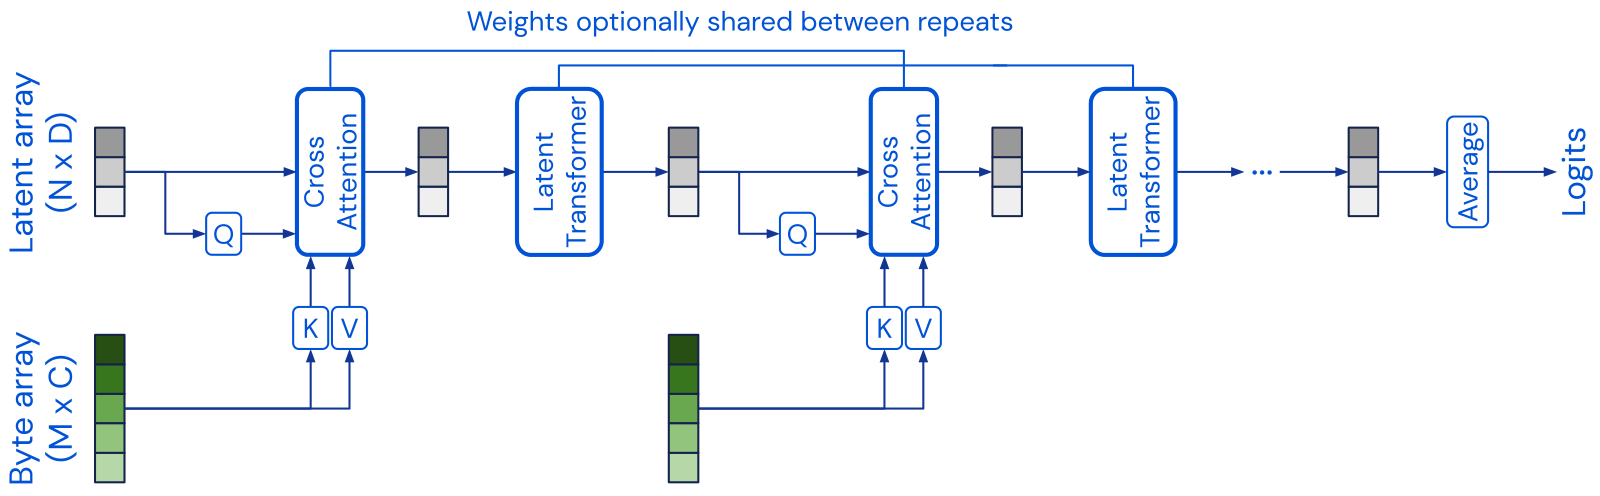 Weights optionally shared between repeats
Latent array
(N x D)
Cross
Attention
Latent
Transformer
Cross
Attention
Latent
Transformer
...
Average
Logits
Q
Q
K
V
K
V
Byte array
(M x C)